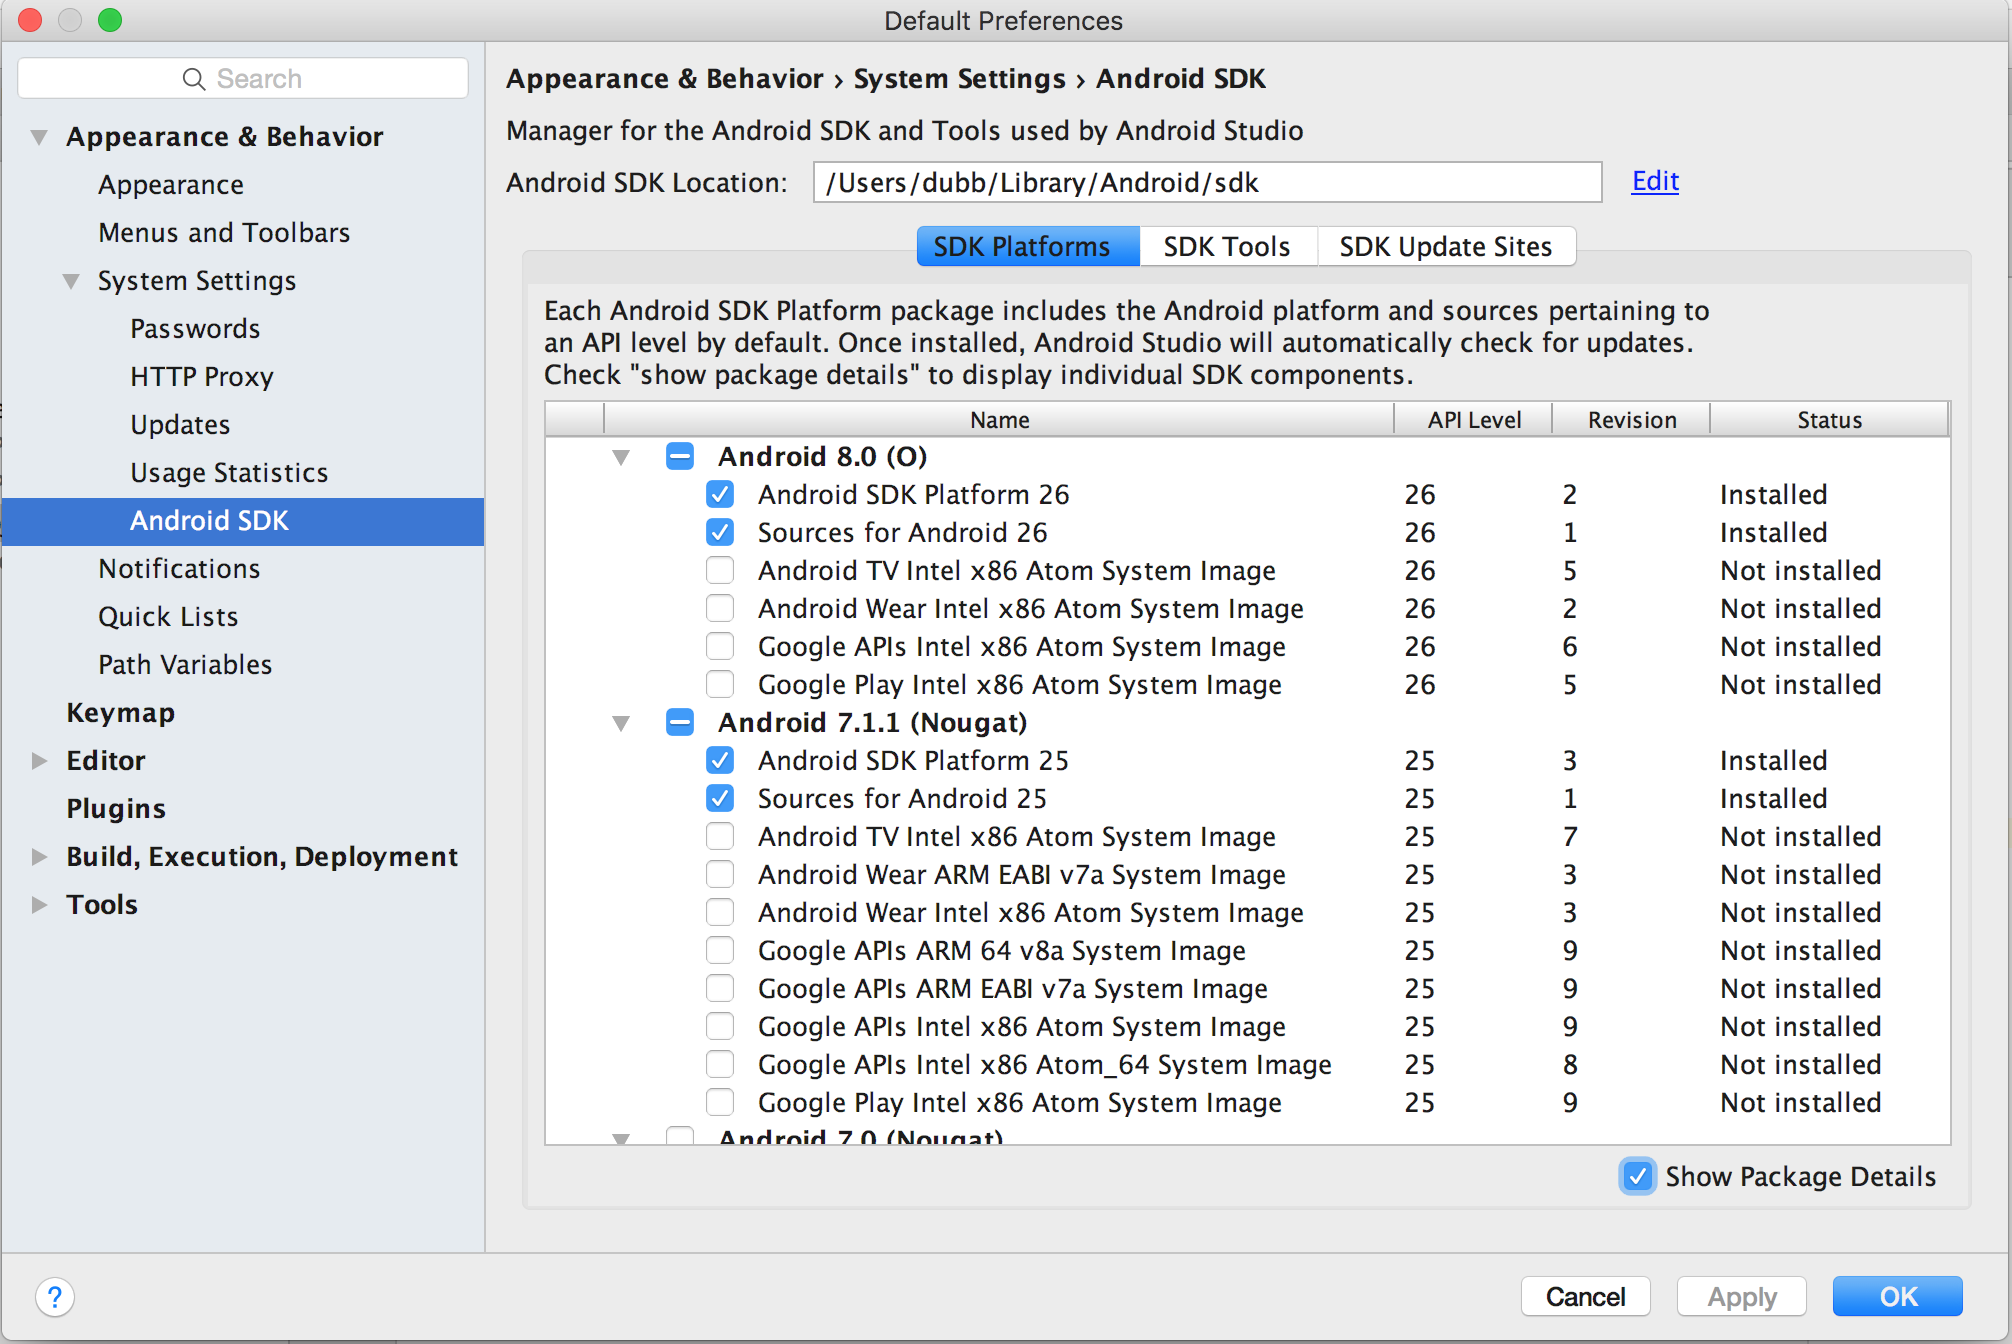 Default Preferences
Search
Appearance & Behavior
Appearance
Menus and Toolbars
System Settings
Passwords
HTTP Proxy
Updates
Usage Statistics
Android SDK
Notifications
Quick Lists
Path Variables
Keymap
Editor
Plugins
Build, Execution, Deployment
Tools
Appearance & Behavior › System Settings › Android SDK
Manager for the Android SDK and Tools used by Android Studio
Android SDK Location: /Users/dubb/Library/Android/sdk Edit
SDK Platforms SDK Tools SDK Update Sites
Each Android SDK Platform package includes the Android platform and sources pertaining to
an API level by default. Once installed, Android Studio will automatically check for updates.
Check "show package details" to display individual SDK components.
Name API Level Revision Status
Android 8.0 (O)
Android SDK Platform 26 26 2 Installed
Sources for Android 26 26 1 Installed
Android TV Intel x86 Atom System Image 26 5 Not installed
Android Wear Intel x86 Atom System Image 26 2 Not installed
Google APIs Intel x86 Atom System Image 26 6 Not installed
Google Play Intel x86 Atom System Image 26 5 Not installed
Android 7.1.1 (Nougat)
Android SDK Platform 25 25 3 Installed
Sources for Android 25 25 1 Installed
Android TV Intel x86 Atom System Image 25 7 Not installed
Android Wear ARM EABI v7a System Image 25 3 Not installed
Android Wear Intel x86 Atom System Image 25 3 Not installed
Google APIs ARM 64 v8a System Image 25 9 Not installed
Google APIs ARM EABI v7a System Image 25 9 Not installed
Google APIs Intel x86 Atom System Image 25 9 Not installed
Google APIs Intel x86 Atom_64 System Image 25 8 Not installed
Google Play Intel x86 Atom System Image 25 9 Not installed
Android 7.0 (Nougat)
Show Package Details
?
Cancel Apply OK